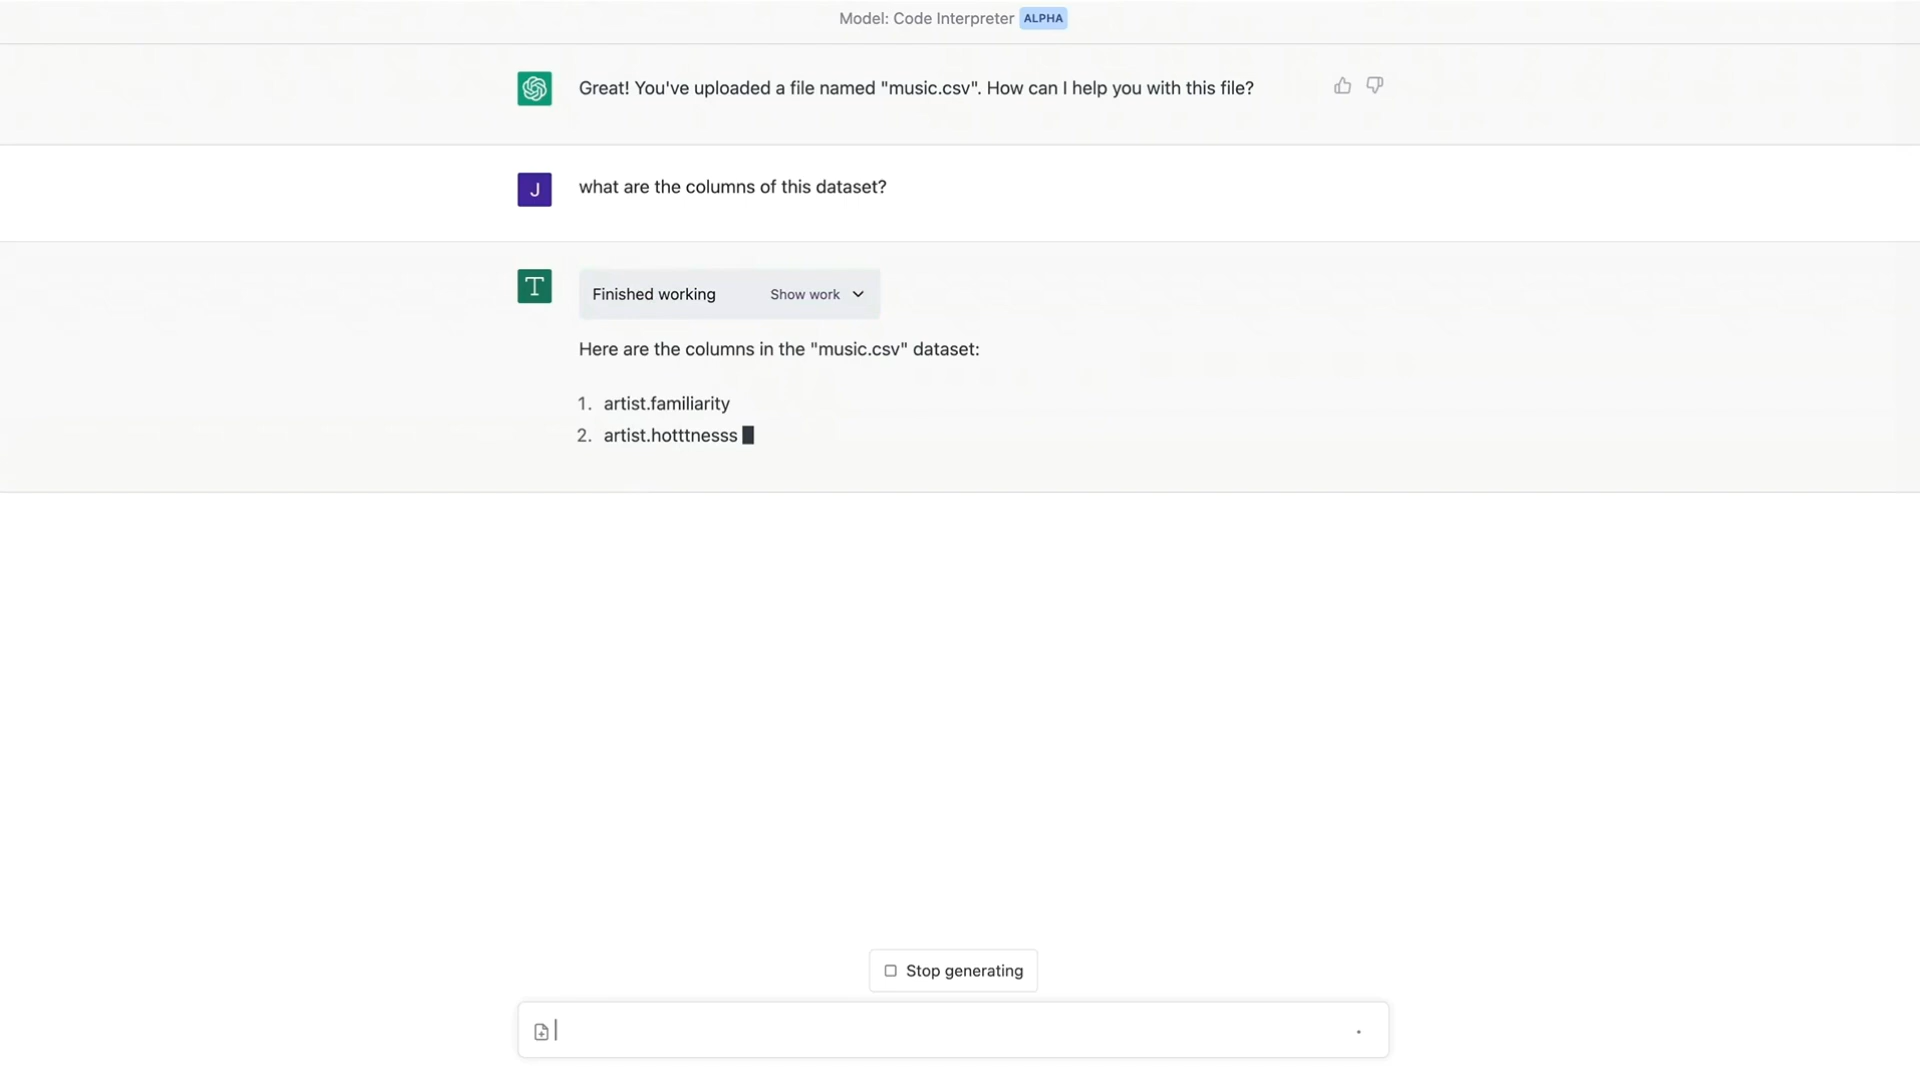 Model: Code Interpreter ALPHA
Great! You've uploaded a file named "music.csv". How can I help you with this file?
J
what are the columns of this dataset?
T
Finished working Show work
Here are the columns in the "music.csv" dataset:
1. artist.familiarity
2. artist.hotttnesss
Stop generating